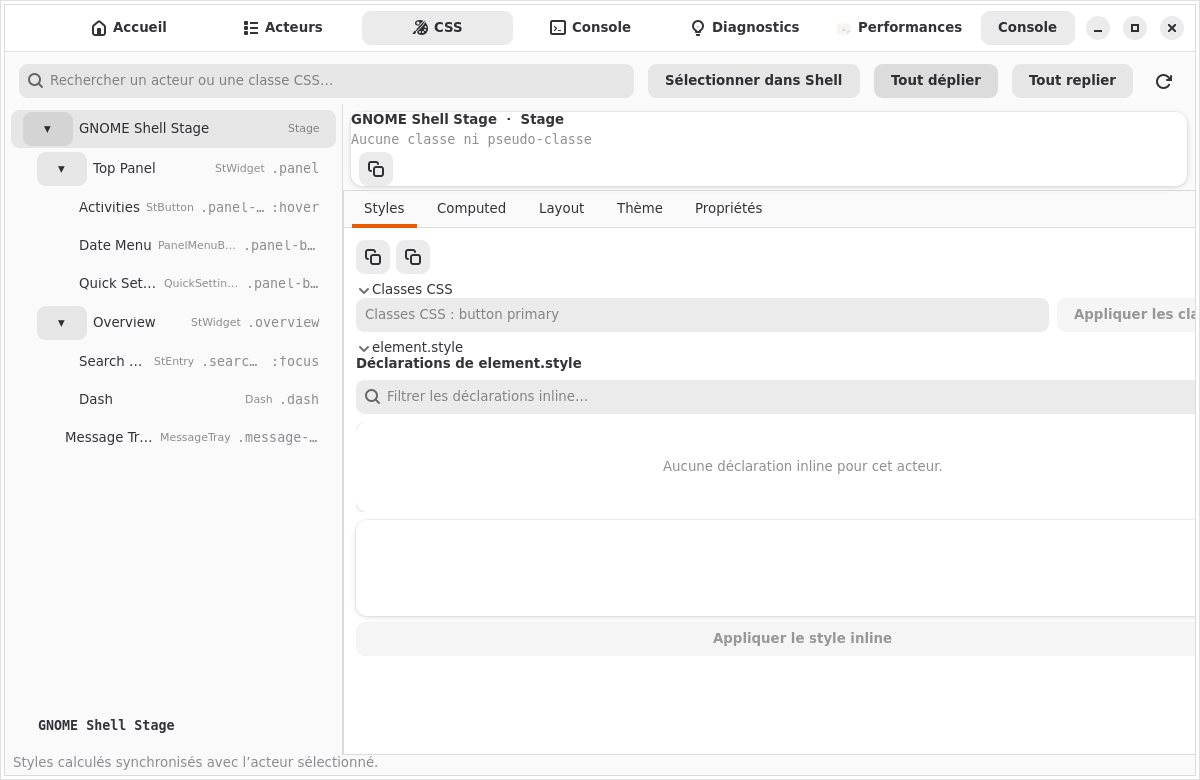 Accueil Acteurs CSS Console Diagnostics Performances Console
Rechercher un acteur ou une classe CSS… Sélectionner dans Shell Tout déplier Tout replier
GNOME Shell Stage Stage
Top Panel StWidget .panel
Activities StButton .panel-… :hover
Date Menu PanelMenuB… .panel-b…
Quick Set… QuickSettin… .panel-b…
Overview StWidget .overview
Search … StEntry .searc… :focus
Dash Dash .dash
Message Tr… MessageTray .message-…
GNOME Shell Stage
GNOME Shell Stage · Stage
Aucune classe ni pseudo-classe
Styles Computed Layout Thème Propriétés
Classes CSS
Classes CSS : button primary Appliquer les cla
element.style
Déclarations de element.style
Filtrer les déclarations inline…
Aucune déclaration inline pour cet acteur.
Appliquer le style inline
Styles calculés synchronisés avec l’acteur sélectionné.